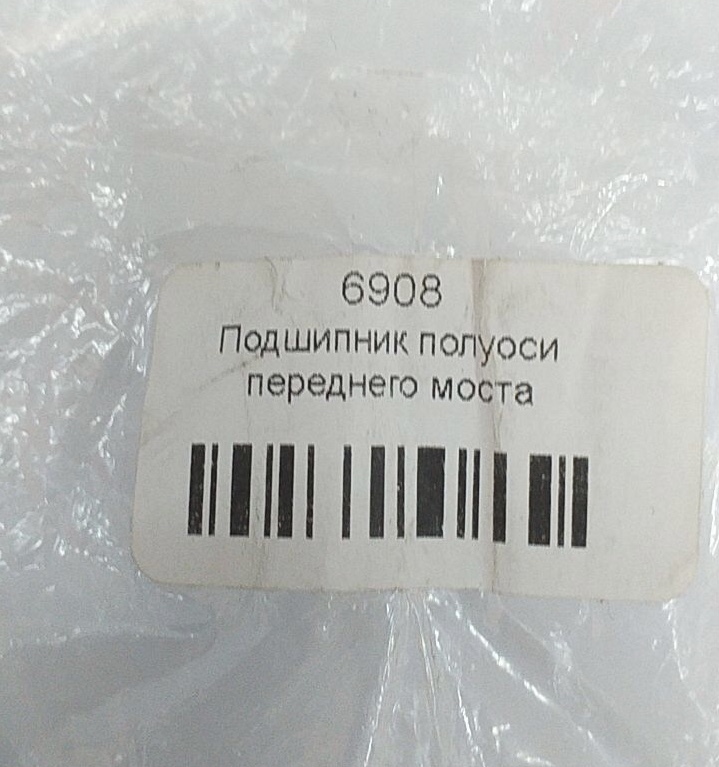 6908
Подшипник полуоси
переднего моста